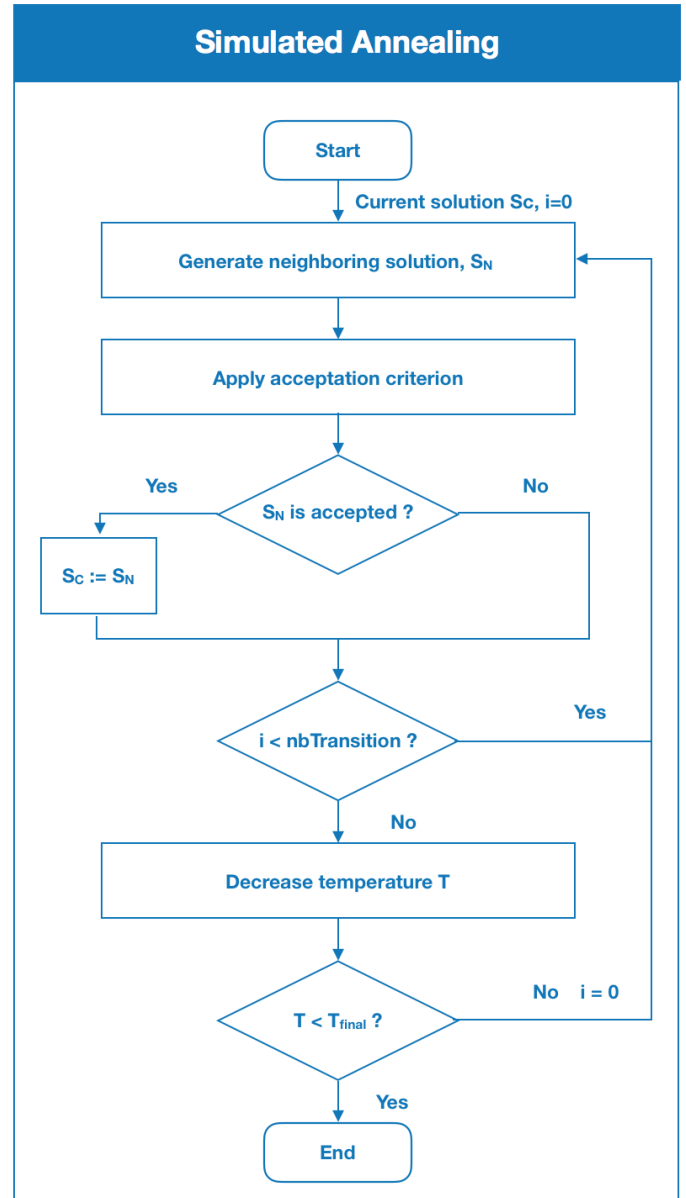 Simulated Annealing
Start
Current solution Sc, i=0
Generate neighboring solution, SN
Apply acceptation criterion
Yes
No
SN is accepted ?
SC := SN
i < nbTransition ?
Yes
No
Decrease temperature T
No i = 0
T < Tfinal ?
Yes
End